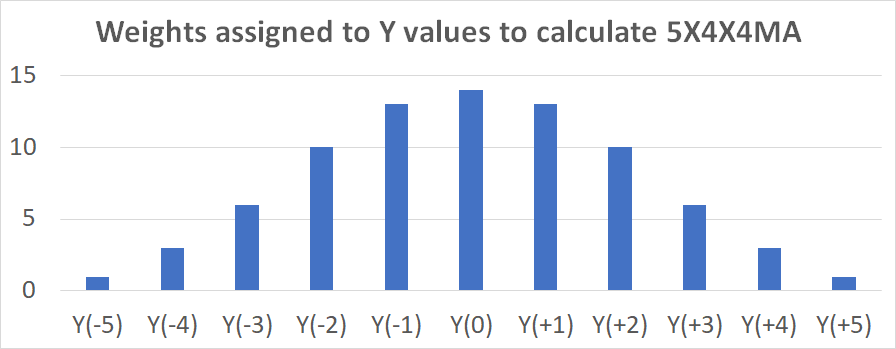 Weights assigned to Y values to calculate 5X4X4MA
15
10
5
0
Y(-5) Y(-4) Y(-3) Y(-2) Y(-1) Y(0) Y(+1) Y(+2) Y(+3) Y(+4) Y(+5)